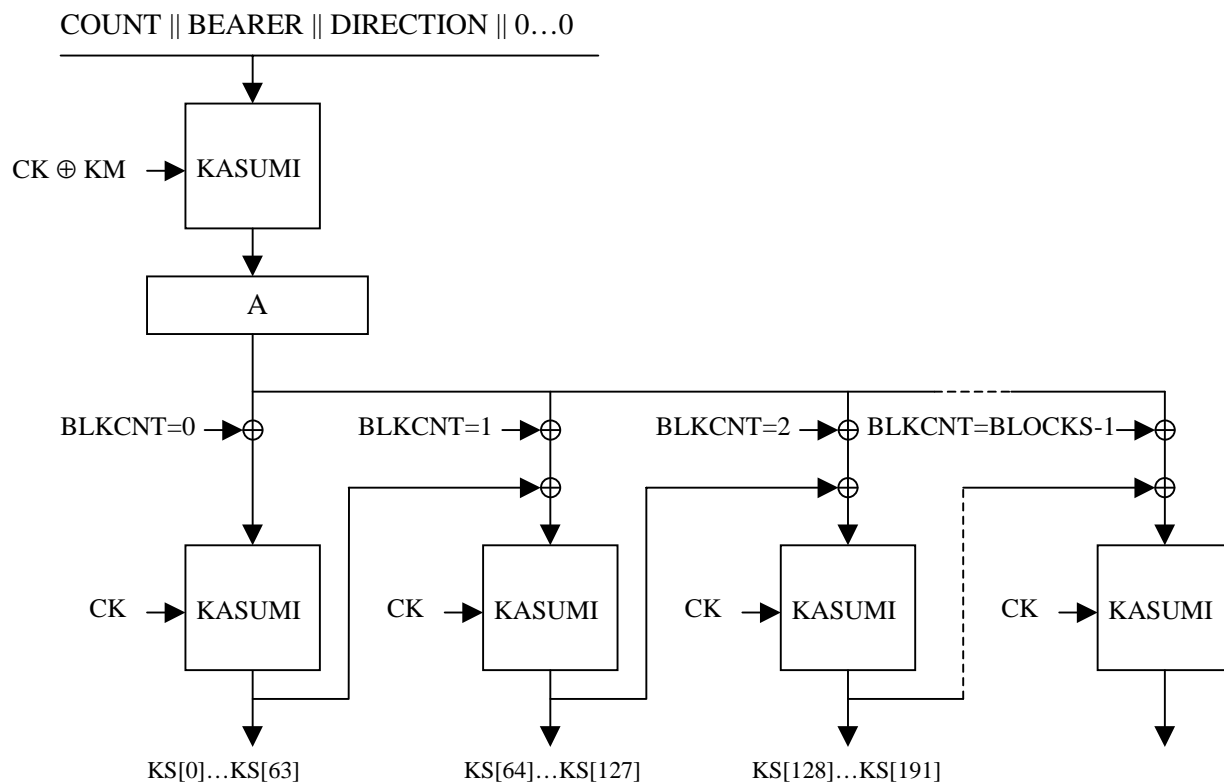 COUNT || BEARER || DIRECTION || 0…0
CK ⊕ KM
KASUMI
A
BLKCNT=0
BLKCNT=1
BLKCNT=2
BLKCNT=BLOCKS-1
CK
KASUMI
CK
KASUMI
CK
KASUMI
CK
KASUMI
KS[0]…KS[63]
KS[64]…KS[127]
KS[128]…KS[191]